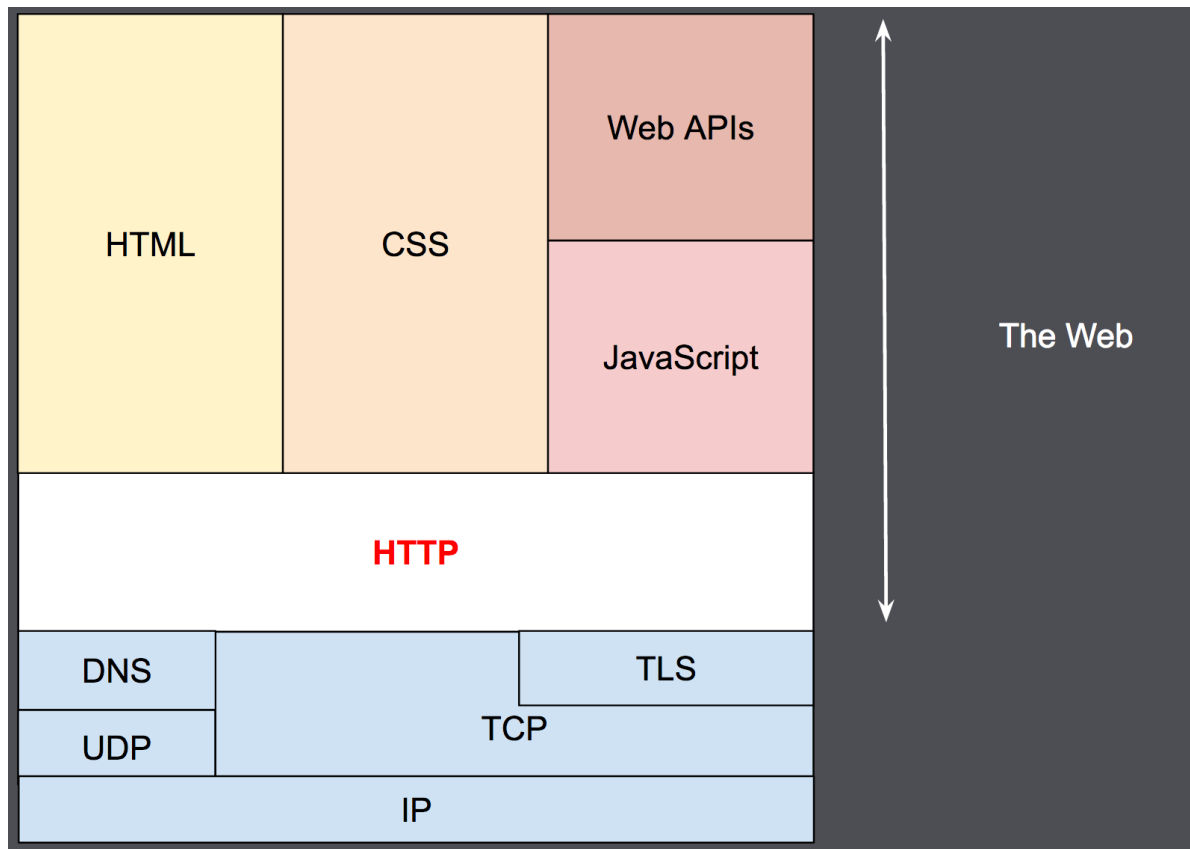 Web APIs
HTML
CSS
JavaScript
The Web
HTTP
DNS
TLS
TCP
UDP
IP